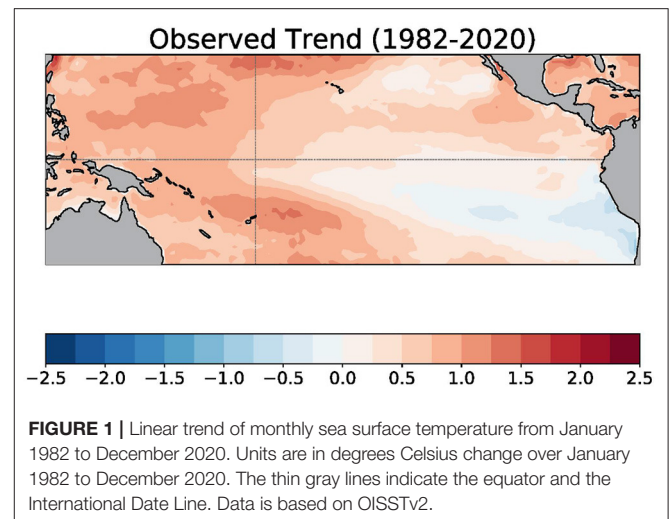 Observed Trend (1982-2020)
−2.5 −2.0 −1.5 −1.0 −0.5 0.0 0.5 1.0 1.5 2.0 2.5
FIGURE 1 | Linear trend of monthly sea surface temperature from January
1982 to December 2020. Units are in degrees Celsius change over January
1982 to December 2020. The thin gray lines indicate the equator and the
International Date Line. Data is based on OISSTv2.